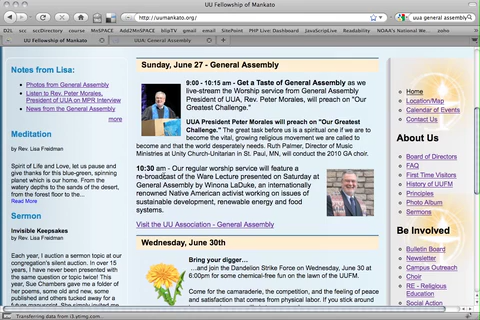 UU Fellowship of Mankato
http://uumankato.org/
uua general assembly
D2L
scc
sccDirectory
course
MnSPACE
Add2MnSPACE
blipTV
gmail
email
SitePoint
PHP Live: Dashboard
JavaScripLive
Readability
NOAA's National We...
zoho
UU Fellowship of Mankato
UUA: General Assembly
Notes from Lisa:
Photos from General Assembly
Listen to Rev. Peter Morales,
President of UUA on MPR Interview
News from the General Assembly
more
Meditation
by Rev. Lisa Freidman
Spirit of Life and Love, let us pause and
give thanks for this blue-green, spinning
planet which is our home. From the
watery depths to the sands of the desert,
from the forest floor to the...
Read More
Sermon
Invisible Keepsakes
by Rev. Lisa Freidman
Each year, I auction a sermon topic at our
congregation's silent auction. In over 15
years, I have never been presented with
the same question or topic twice! This
year, Sue Chambers gave me a folder of
her poems, some old and new, some
published and others tucked away for a
future manuscript. She simply invited me
Sunday, June 27 - General Assembly
9:00 - 10:15 am - Get a Taste of General Assembly as we
live-stream the Worship service from General Assembly
President of UUA, Rev. Peter Morales, will preach on "Our
Greatest Challenge."
UUA President Peter Morales will preach on "Our
Greatest Challenge." The great task before us is a spiritual one if we are to
become the vital, growing religious movement we are called to
become and that the world desperately needs. Ruth Palmer, Director of Music
Ministries at Unity Church-Unitarian in St. Paul, MN, will conduct the 2010 GA choir.
10:30 am - Our regular worship service will feature a
re-broadcast of the Ware Lecture presented on Saturday at
General Assembly by Winona LaDuke, an internationally
renowned Native American activist working on issues of
sustainable development, renewable energy and food
systems.
Visit the UU Association - General Assembly
Wednesday, June 30th
Bring your digger...
...and join the Dandelion Strike Force on Wednesday, June 30 at
6:00pm for some chemical-free fun on the lawn of the UUFM.
Come for the camaraderie, the competition, and the feeling of peace
and satisfaction that comes from physical labor. If you stick around
Home
Location/Map
Calendar of Events
Contact Us
About Us
Board of Directors
FAQ
First Time Visitors
History of UUFM
Principles
Photo Album
Sermons
Be Involved
Bulletin Board
Newsletter
Campus Outreach
Choir
RE - Religious
Education
Social Action
Transferring data from i3.ytimg.com...